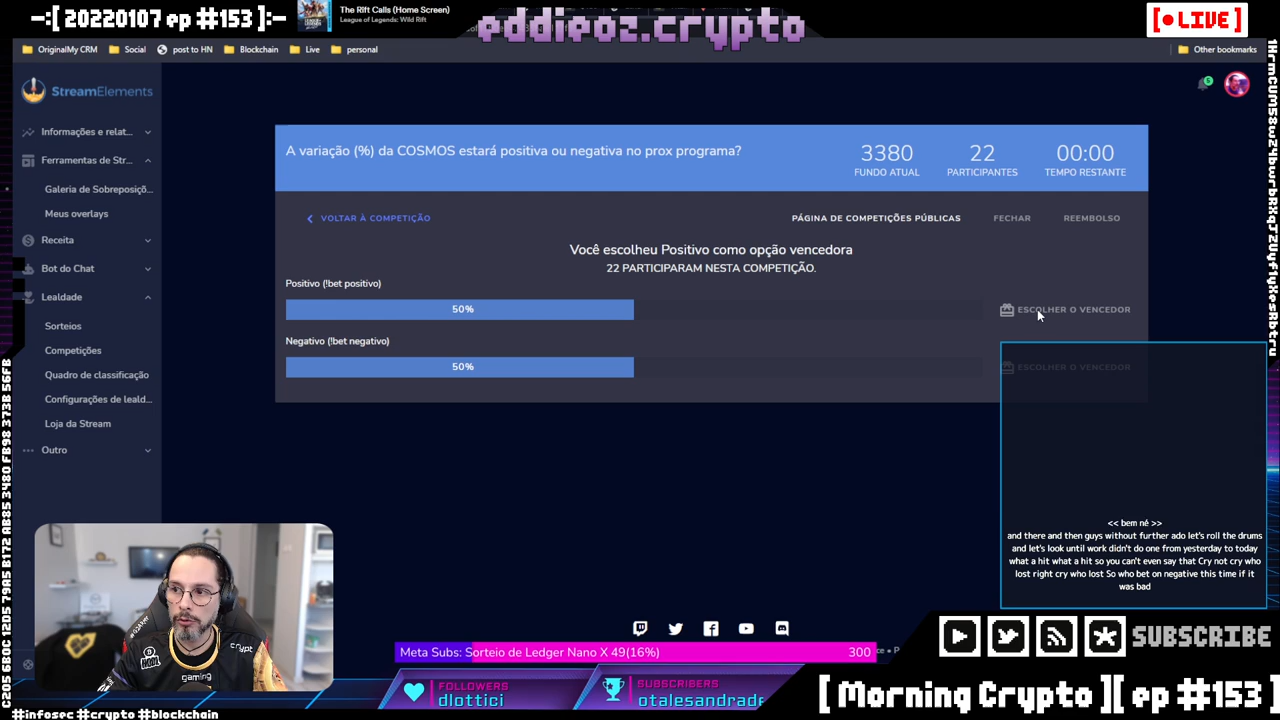 -:[ 20220107 ep #153 ]:-
The Rift Calls (Home Screen)
League of Legends: Wild Rift
eddieoz.crypto
[●LIVE]
OriginalMy CRM
Social
post to HN
Blockchain
Live
personal
Other bookmarks
StreamElements
5
Informações e relat...
Ferramentas de Str...
Galeria de Sobreposiçõ...
Meus overlays
Receita
Bot do Chat
Lealdade
Sorteios
Competições
Quadro de classificação
Configurações de leald...
Loja da Stream
Outro
A variação (%) da COSMOS estará positiva ou negativa no prox programa?
3380
FUNDO ATUAL
22
PARTICIPANTES
00:00
TEMPO RESTANTE
VOLTAR À COMPETIÇÃO
PÁGINA DE COMPETIÇÕES PÚBLICAS
FECHAR
REEMBOLSO
Você escolheu Positivo como opção vencedora
22 PARTICIPARAM NESTA COMPETIÇÃO.
Positivo (!bet positivo)
50%
ESCOLHER O VENCEDOR
Negativo (!bet negativo)
50%
ESCOLHER O VENCEDOR
<< bem né >>
and there and then guys without further ado let's roll the drums
and let's look until work didn't do one from yesterday to today
what a hit what a hit so you can't even say that Cry not cry who
lost right cry who lost So who bet on negative this time if it
was bad
crypt
gaming
Meta Subs: Sorteio de Ledger Nano X 49(16%)
300
FOLLOWERS
dlottici
SUBSCRIBERS
otalesandrade
SUBSCRIBE
[ Morning Crypto ][ ep #153 ]
#infosec #crypto #blockchain